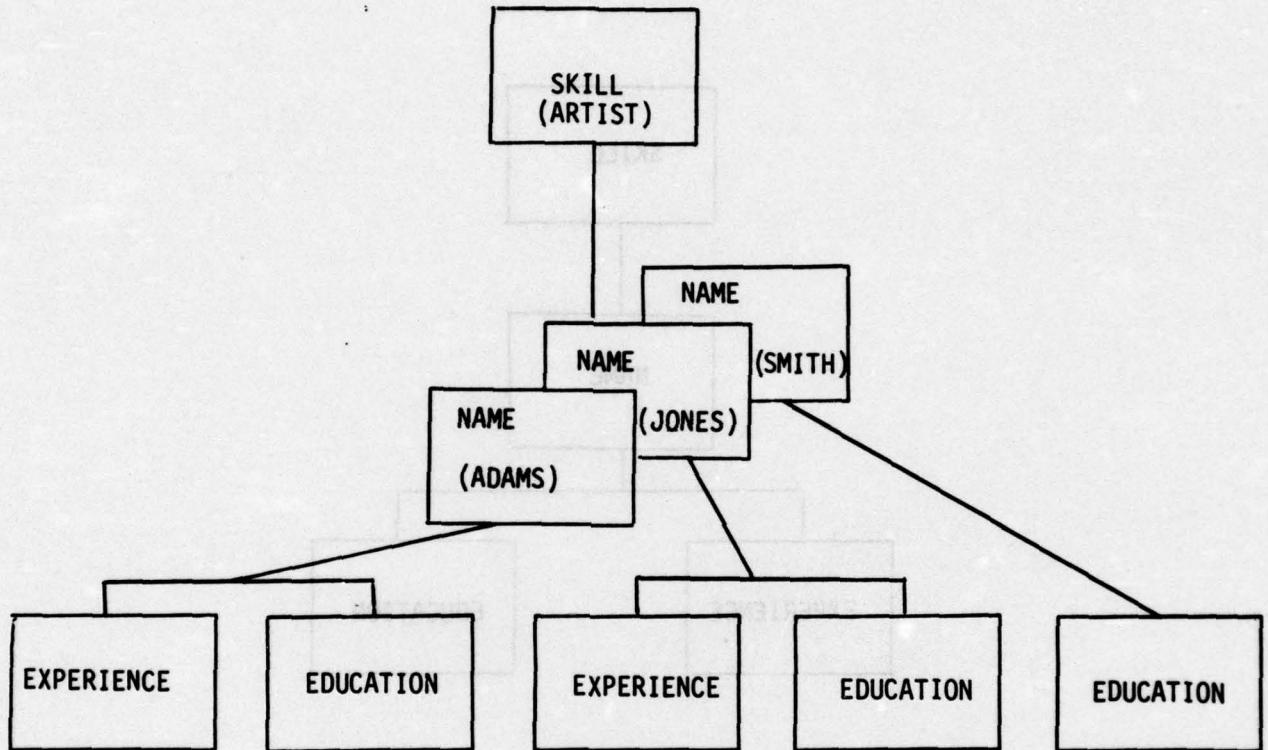 SKILL
(ARTIST)
NAME
(SMITH)
NAME
(JONES)
NAME
(ADAMS)
EXPERIENCE
EDUCATION
EXPERIENCE
EDUCATION
EDUCATION